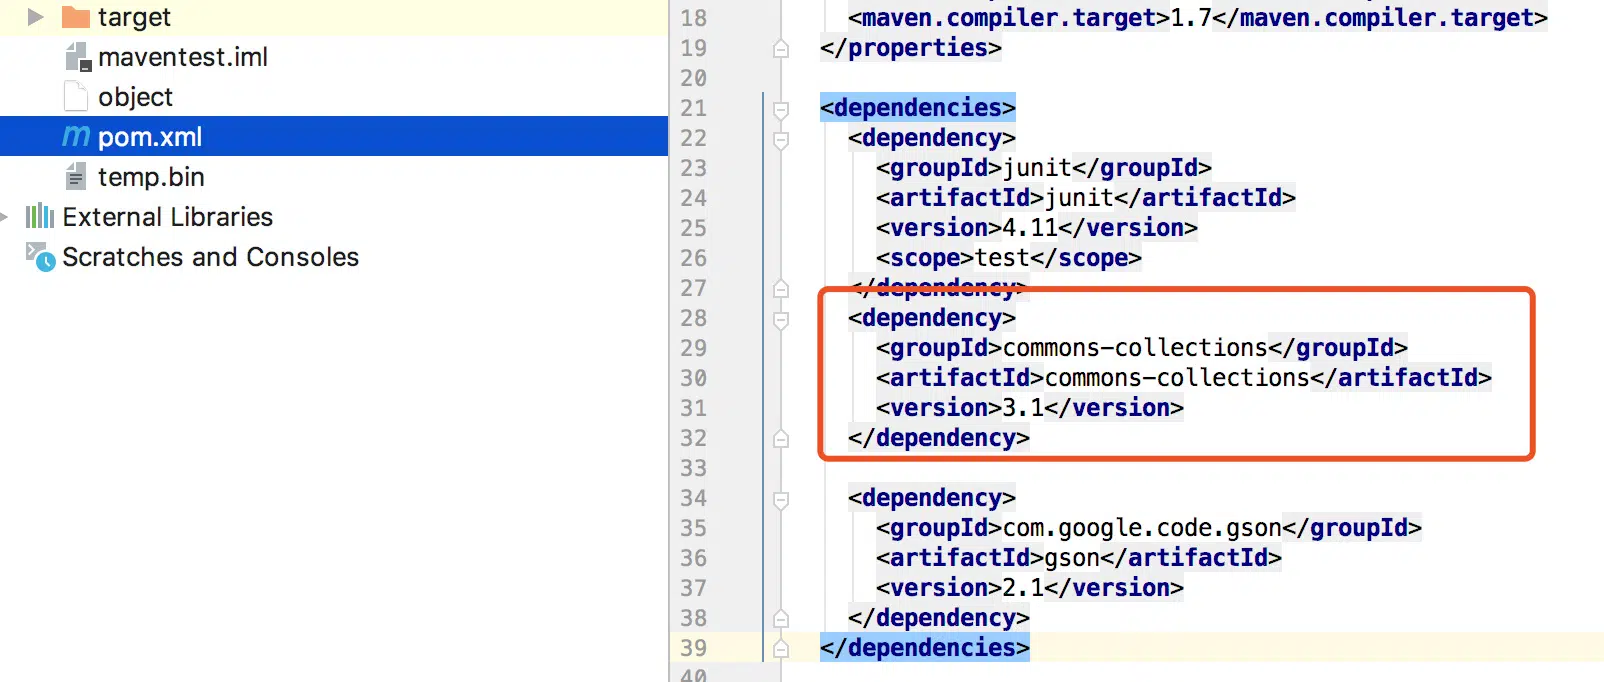 target
maventest.iml
object
pom.xml
temp.bin
External Libraries
Scratches and Consoles
18 <maven.compiler.target>1.7</maven.compiler.target>
19 </properties>
20
21 <dependencies>
22 <dependency>
23 <groupId>junit</groupId>
24 <artifactId>junit</artifactId>
25 <version>4.11</version>
26 <scope>test</scope>
27 </dependency>
28 <dependency>
29 <groupId>commons-collections</groupId>
30 <artifactId>commons-collections</artifactId>
31 <version>3.1</version>
32 </dependency>
33
34 <dependency>
35 <groupId>com.google.code.gson</groupId>
36 <artifactId>gson</artifactId>
37 <version>2.1</version>
38 </dependency>
39 </dependencies>
40